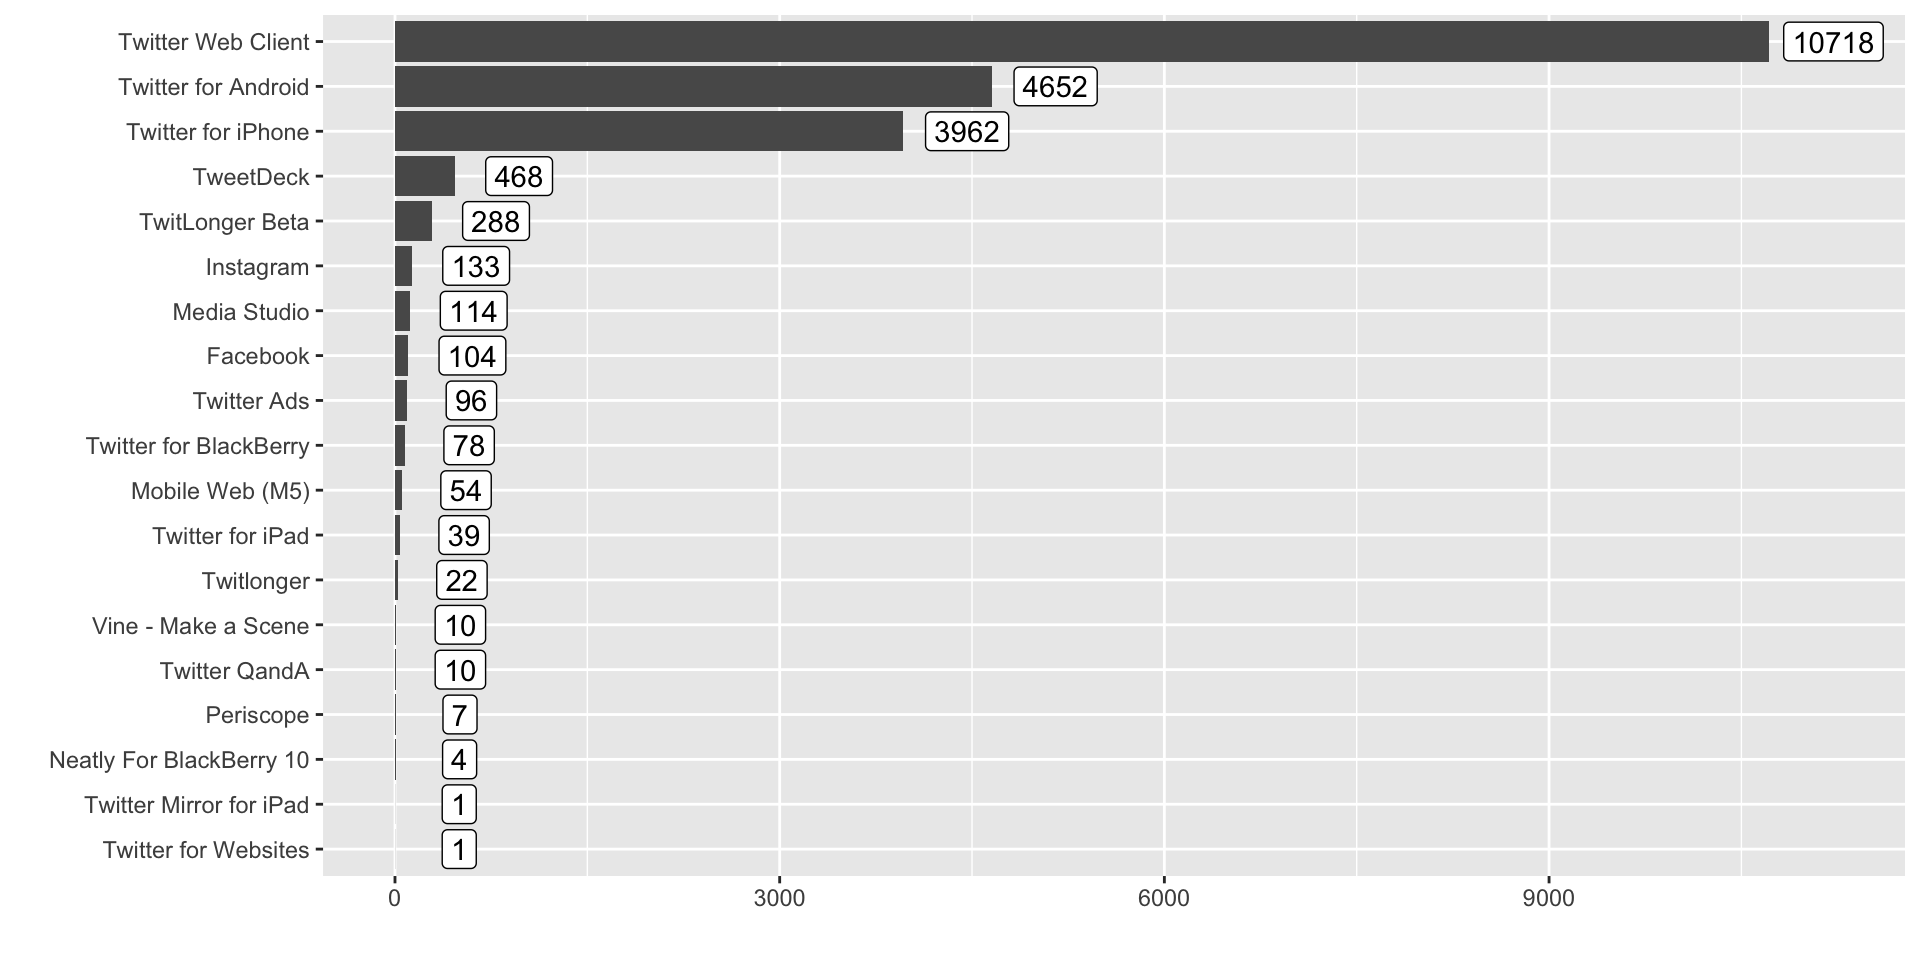 Twitter Web Client 10718
Twitter for Android 4652
Twitter for iPhone 3962
TweetDeck 468
TwitLonger Beta 288
Instagram 133
Media Studio 114
Facebook 104
Twitter Ads 96
Twitter for BlackBerry 78
Mobile Web (M5) 54
Twitter for iPad 39
Twitlonger 22
Vine - Make a Scene 10
Twitter QandA 10
Periscope 7
Neatly For BlackBerry 10 4
Twitter Mirror for iPad 1
Twitter for Websites 1
0 3000 6000 9000